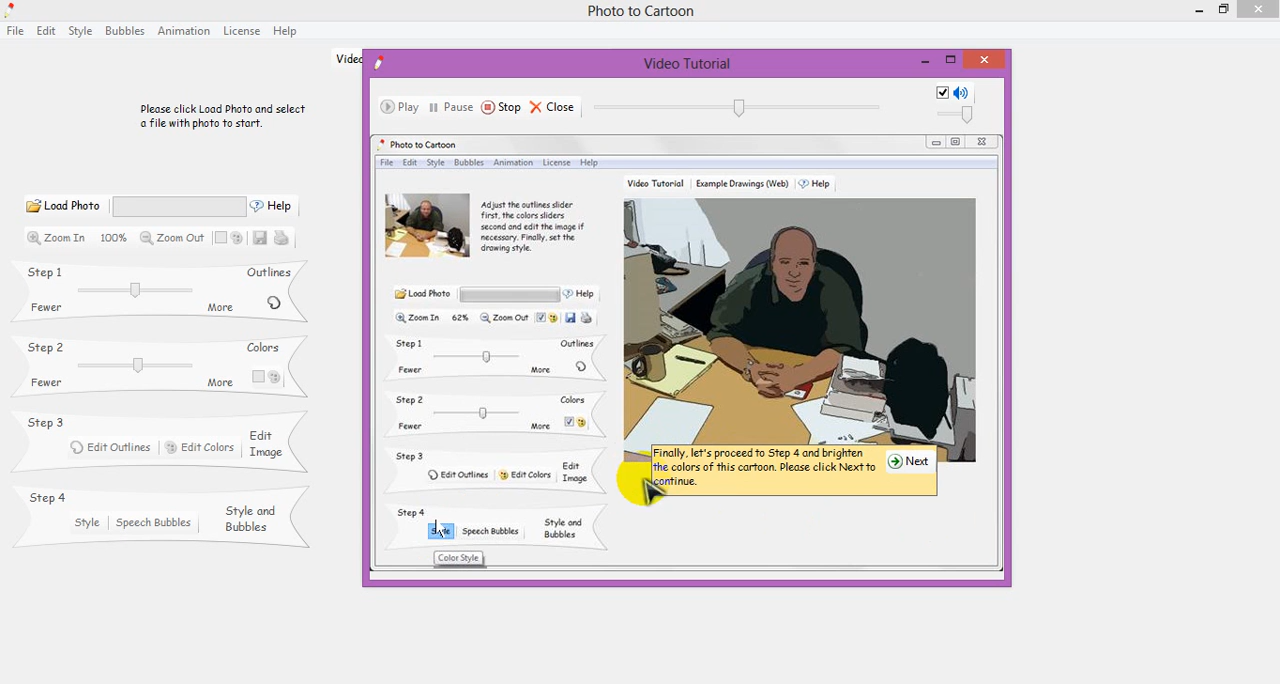 Photo to Cartoon
File Edit Style Bubbles Animation License Help
Video
Please click Load Photo and select
a file with photo to start.
Load Photo Help
Zoom In 100% Zoom Out
Step 1 Outlines
Fewer More
Step 2 Colors
Fewer More
Step 3
Edit Outlines Edit Colors Edit
Image
Step 4
Style Speech Bubbles Style and
Bubbles
Video Tutorial
Play Pause Stop Close
Photo to Cartoon
File Edit Style Bubbles Animation License Help
Video Tutorial Example Drawings (Web) Help
Adjust the outlines slider
first, the colors sliders
second and edit the image if
necessary. Finally, set the
drawing style.
Load Photo Help
Zoom In 62% Zoom Out
Step 1 Outlines
Fewer More
Step 2 Colors
Fewer More
Step 3
Edit Outlines Edit Colors Edit
Image
Step 4
Style Speech Bubbles Style and
Bubbles
Color Style
Finally, let's proceed to Step 4 and brighten
the colors of this cartoon. Please click Next to
continue.
Next